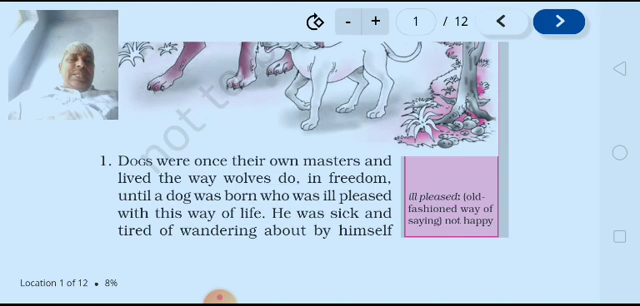 - + 1 / 12 < >
not to
1. Dogs were once their own masters and
lived the way wolves do, in freedom,
until a dog was born who was ill pleased
with this way of life. He was sick and
tired of wandering about by himself
ill pleased: (old-
fashioned way of
saying) not happy
Location 1 of 12 • 8%